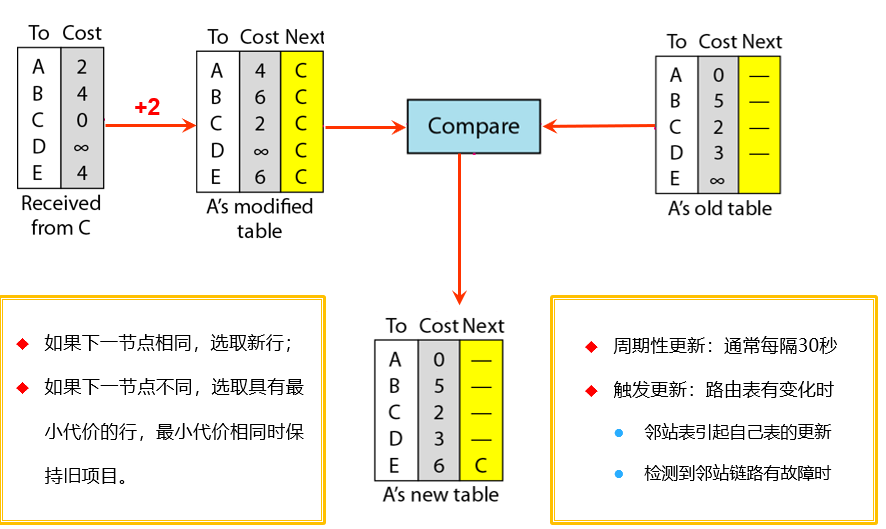 To Cost
A 2
B 4
C 0
D ∞
E 4
Received
from C
+2
To Cost Next
A 4 C
B 6 C
C 2 C
D ∞ C
E 6 C
A's modified
table
Compare
To Cost Next
A 0 —
B 5 —
C 2 —
D 3 —
E ∞
A's old table
To Cost Next
A 0 —
B 5 —
C 2 —
D 3 —
E 6 C
A's new table
如果下一节点相同，选取新行；
如果下一节点不同，选取具有最
小代价的行，最小代价相同时保
持旧项目。
周期性更新：通常每隔30秒
触发更新：路由表有变化时
邻站表引起自己表的更新
检测到邻站链路有故障时